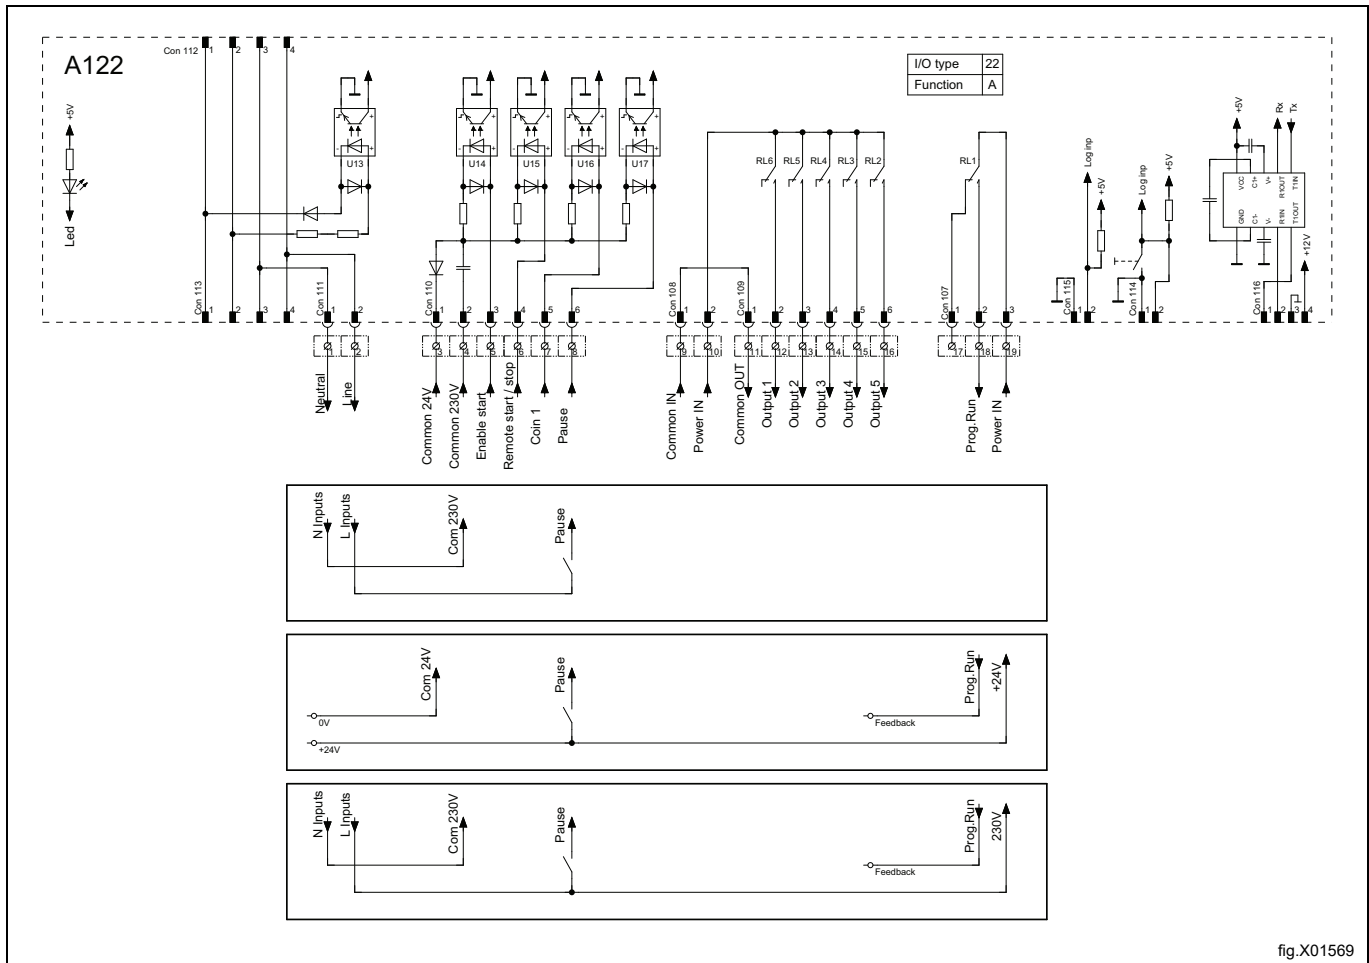 A122
Con 112
1
2
3
4
I/O type 22
Function A
+5V
Led
U13
U14
U15
U16
U17
RL6
RL5
RL4
RL3
RL2
RL1
Log inp
+5V
Log inp
+5V
+5V
Rx
Tx
VCC
C1+
V+
R1OUT
T1IN
GND
C1-
V-
R1IN
T1OUT
+12V
Con 113
1
2
3
4
Con 111
1
2
Con 110
1
2
3
4
5
6
Con 108
1
2
Con 109
1
2
3
4
5
6
Con 107
1
2
3
Con 115
1
2
Con 114
1
2
Con 116
1
2
3
4
1
2
3
4
5
6
7
8
9
10
11
12
13
14
15
16
17
18
19
Neutral
Line
Common 24V
Common 230V
Enable start
Remote start / stop
Coin 1
Pause
Common IN
Power IN
Common OUT
Output 1
Output 2
Output 3
Output 4
Output 5
Prog.Run
Power IN
N Inputs
L Inputs
Com 230V
Pause
0V
+24V
Com 24V
Pause
Feedback
Prog.Run
+24V
N Inputs
L Inputs
Com 230V
Pause
Feedback
Prog.Run
230V
fig.X01569